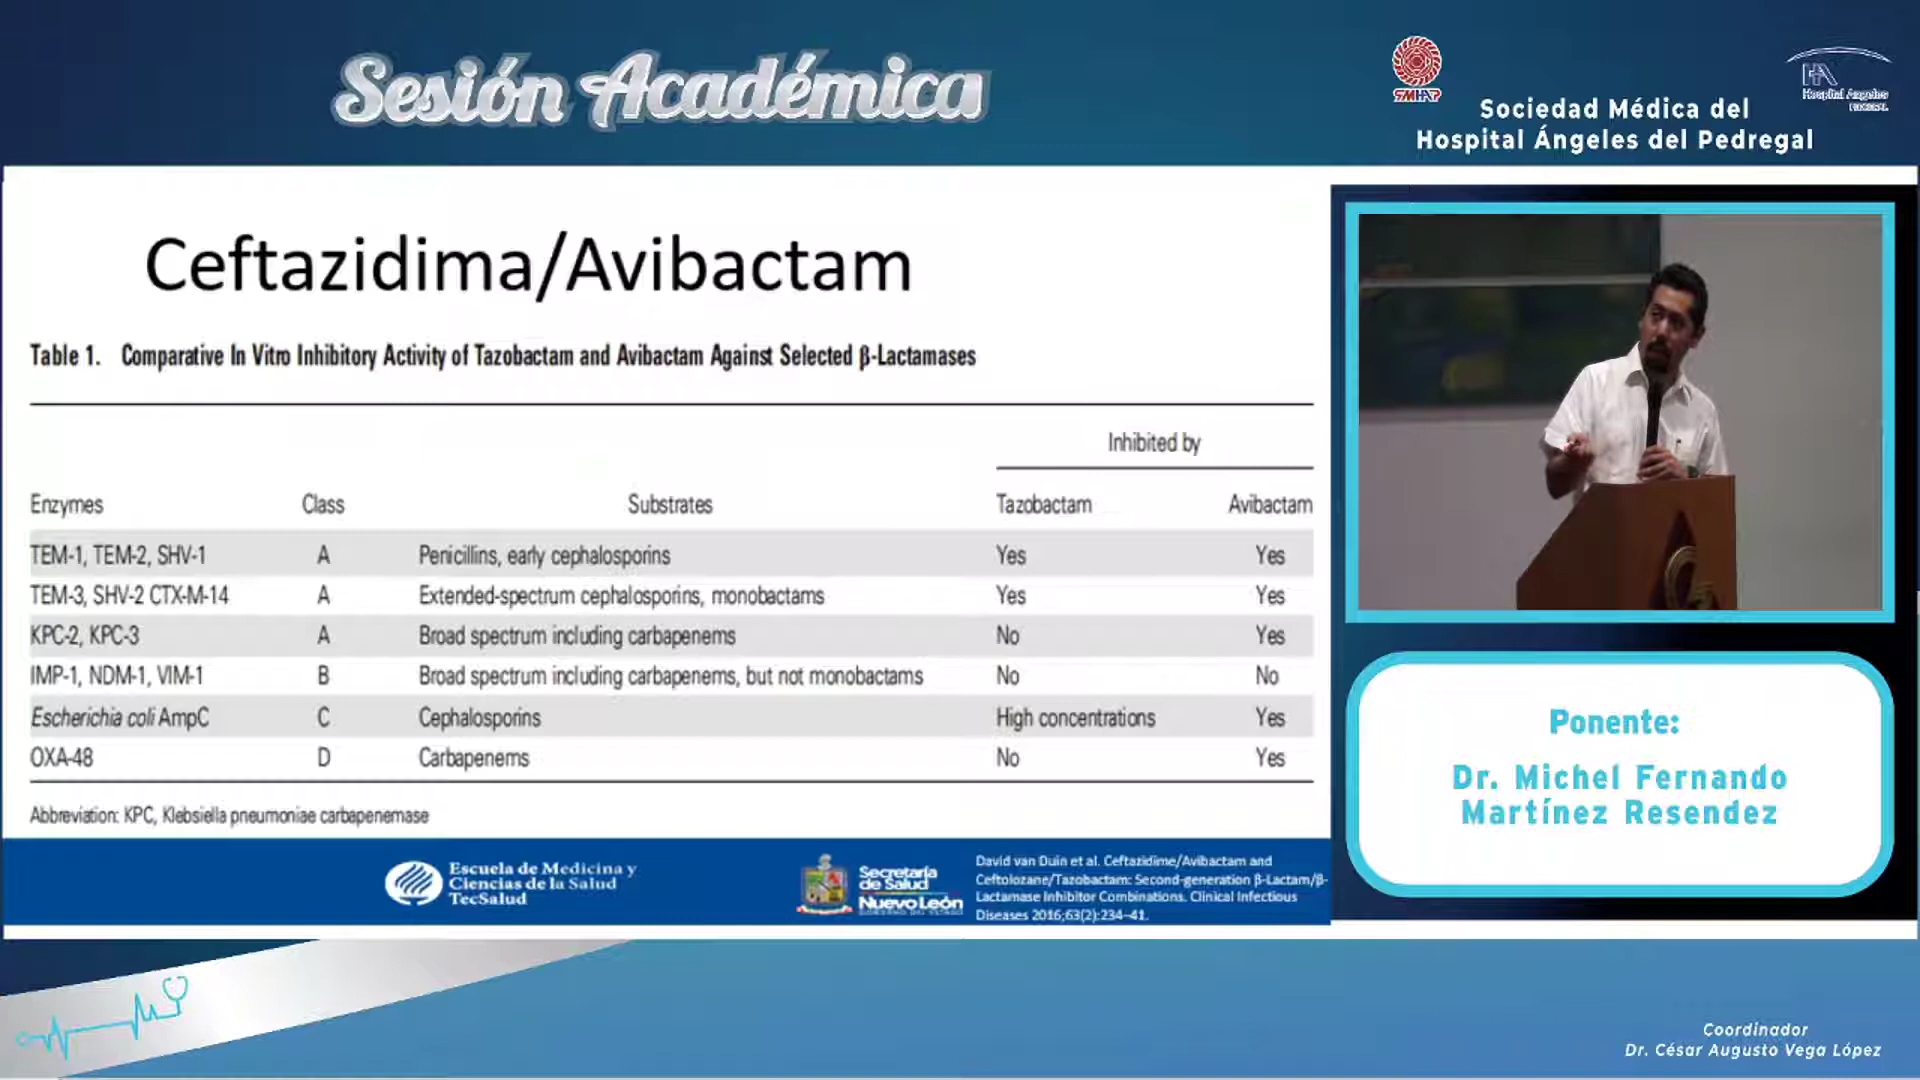 Sesión Académica
SMHAP
Sociedad Médica del
Hospital Ángeles del Pedregal
HA
Hospital Angeles
Ceftazidima/Avibactam
Table 1. Comparative In Vitro Inhibitory Activity of Tazobactam and Avibactam Against Selected β-Lactamases
Inhibited by
Enzymes Class Substrates Tazobactam Avibactam
TEM-1, TEM-2, SHV-1 A Penicillins, early cephalosporins Yes Yes
TEM-3, SHV-2 CTX-M-14 A Extended-spectrum cephalosporins, monobactams Yes Yes
KPC-2, KPC-3 A Broad spectrum including carbapenems No Yes
IMP-1, NDM-1, VIM-1 B Broad spectrum including carbapenems, but not monobactams No No
Escherichia coli AmpC C Cephalosporins High concentrations Yes
OXA-48 D Carbapenems No Yes
Abbreviation: KPC, Klebsiella pneumoniae carbapenemase
Escuela de Medicina y
Ciencias de la Salud
TecSalud
Secretaría
de Salud
Nuevo León
David van Duin et al. Ceftazidime/Avibactam and
Ceftolozane/Tazobactam: Second-generation β-Lactam/β-
Lactamase Inhibitor Combinations. Clinical Infectious
Diseases 2016;63(2):234–41.
Ponente:
Dr. Michel Fernando
Martínez Resendez
Coordinador
Dr. César Augusto Vega López